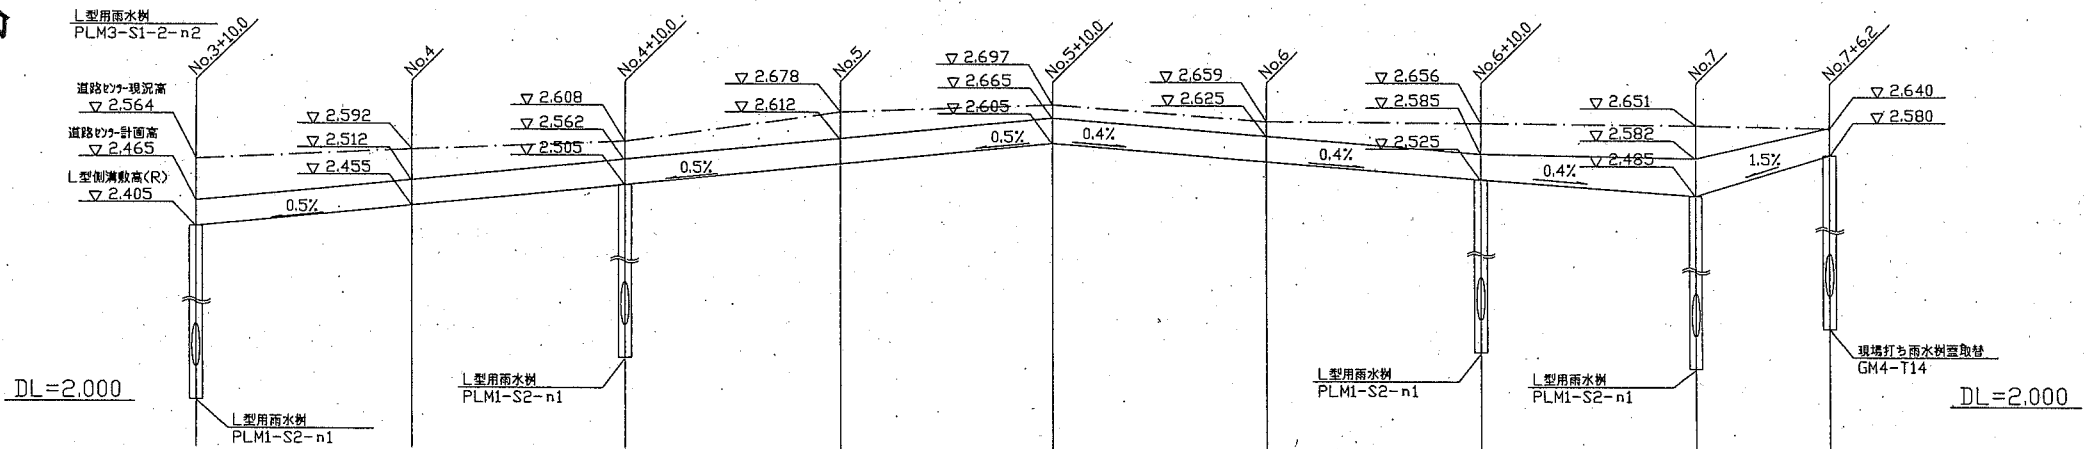 L型用雨水桝
PLM3-S1-2-n2
No.3+10.0
No.4
No.4+10.0
No.5
No.5+10.0
No.6
No.6+10.0
No.7
No.7+6.2
道路センター現況高
▽ 2.564
道路センター計画高
▽ 2.465
L型側溝敷高(R)
▽ 2.405
▽ 2.592
▽ 2.512
▽ 2.455
▽ 2.608
▽ 2.562
▽ 2.505
▽ 2.678
▽ 2.612
▽ 2.697
▽ 2.665
▽ 2.605
▽ 2.659
▽ 2.625
▽ 2.656
▽ 2.585
▽ 2.525
▽ 2.651
▽ 2.582
▽ 2.485
▽ 2.640
▽ 2.580
0.5%
0.5%
0.5%
0.4%
0.4%
0.4%
1.5%
L型用雨水桝
PLM1-S2-n1
L型用雨水桝
PLM1-S2-n1
L型用雨水桝
PLM1-S2-n1
L型用雨水桝
PLM1-S2-n1
現場打ち雨水桝蓋取替
GM4-T14
DL=2.000
DL=2.000